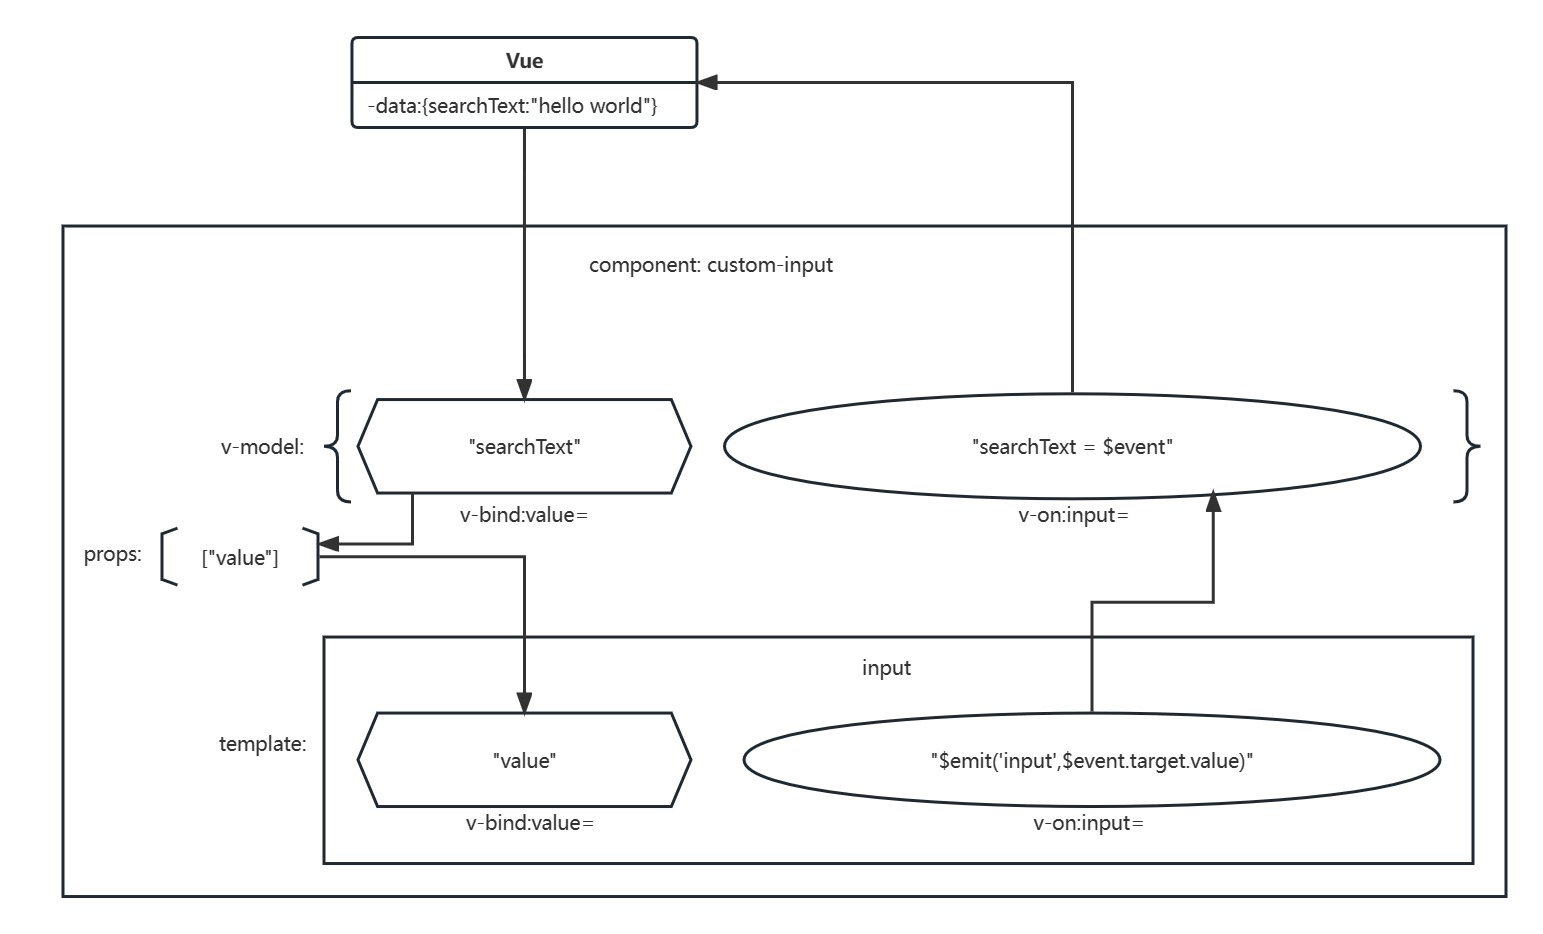 Vue
-data:{searchText:"hello world"}
component: custom-input
v-model:
"searchText"
"searchText = $event"
v-bind:value=
v-on:input=
props:
["value"]
input
template:
"value"
"$emit('input',$event.target.value)"
v-bind:value=
v-on:input=